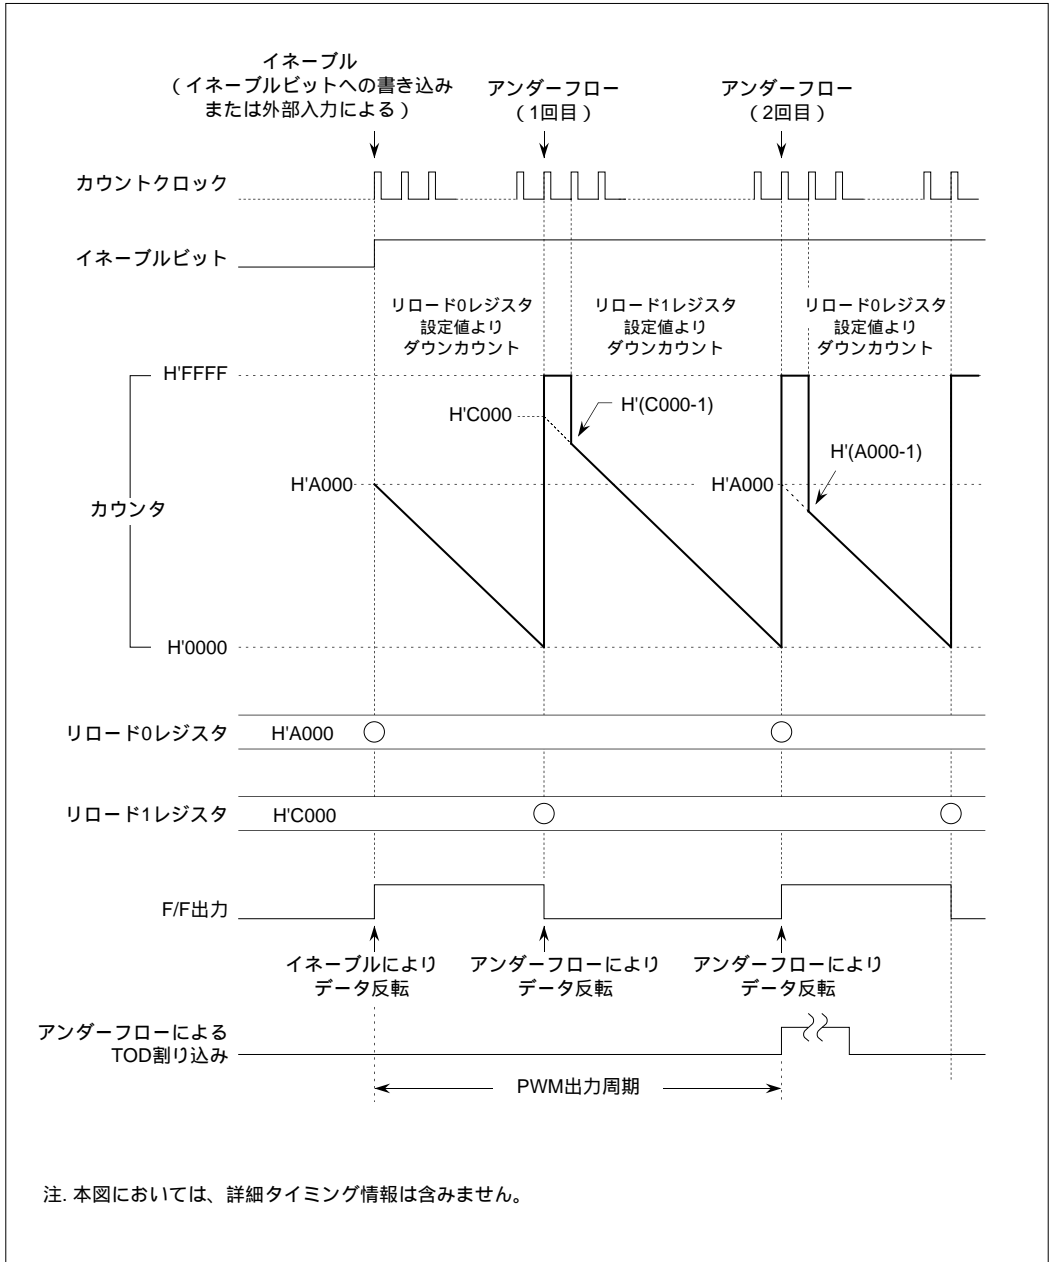 イネーブル
(イネーブルビットへの書き込み
または外部入力による)
アンダーフロー
(1回目)
アンダーフロー
(2回目)
カウントクロック
イネーブルビット
リロード0レジスタ
設定値より
ダウンカウント
リロード1レジスタ
設定値より
ダウンカウント
リロード0レジスタ
設定値より
ダウンカウント
H'FFFF
H'C000
H'(C000-1)
H'(A000-1)
H'A000
H'A000
カウンタ
H'0000
リロード0レジスタ H'A000
リロード1レジスタ H'C000
F/F出力
イネーブルにより
データ反転
アンダーフローにより
データ反転
アンダーフローにより
データ反転
アンダーフローによる
TOD割り込み
PWM出力周期
注. 本図においては、詳細タイミング情報は含みません。